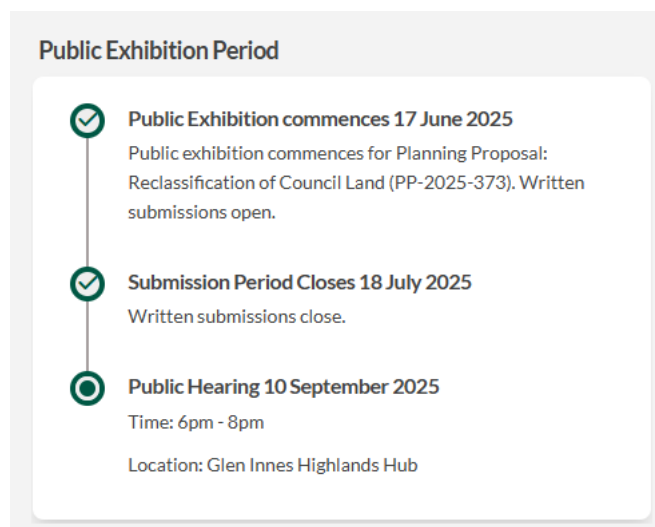 Public Exhibition Period
Public Exhibition commences 17 June 2025
Public exhibition commences for Planning Proposal:
Reclassification of Council Land (PP-2025-373). Written
submissions open.
Submission Period Closes 18 July 2025
Written submissions close.
Public Hearing 10 September 2025
Time: 6pm - 8pm
Location: Glen Innes Highlands Hub